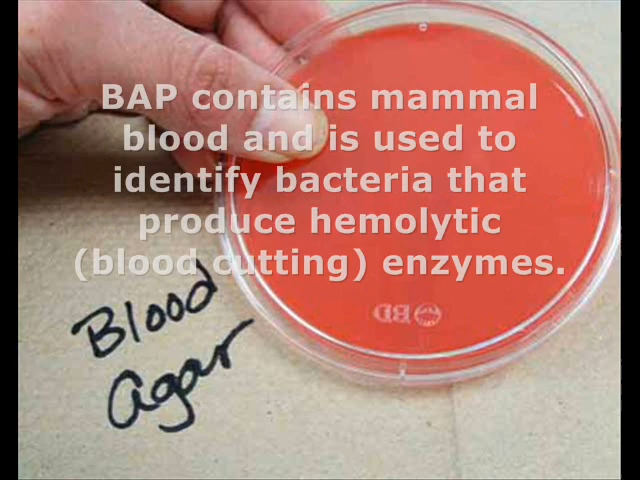 BAP contains mammal
blood and is used to
identify bacteria that
produce hemolytic
(blood cutting) enzymes.
Blood
Agar
BD